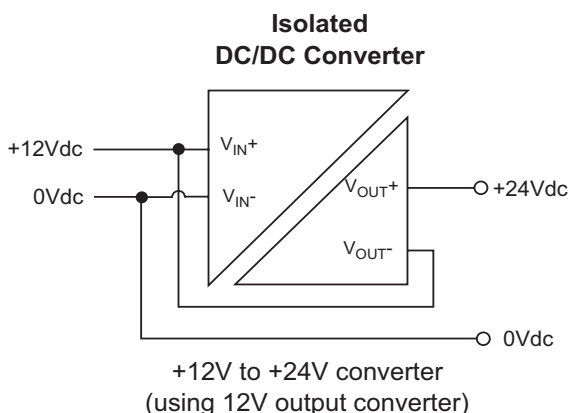 Isolated
DC/DC Converter
+12Vdc
V_IN+
0Vdc
V_IN-
V_OUT+
+24Vdc
V_OUT-
0Vdc
+12V to +24V converter
(using 12V output converter)